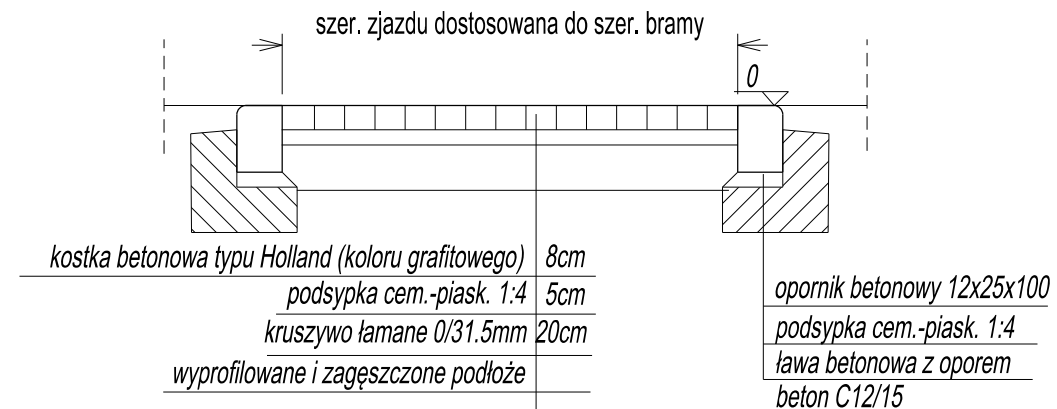 szer. zjazdu dostosowana do szer. bramy
0
kostka betonowa typu Holland (koloru grafitowego) 8cm
podsypka cem.-piask. 1:4 5cm
kruszywo łamane 0/31.5mm 20cm
wyprofilowane i zagęszczone podłoże
opornik betonowy 12x25x100
podsypka cem.-piask. 1:4
ława betonowa z oporem
beton C12/15